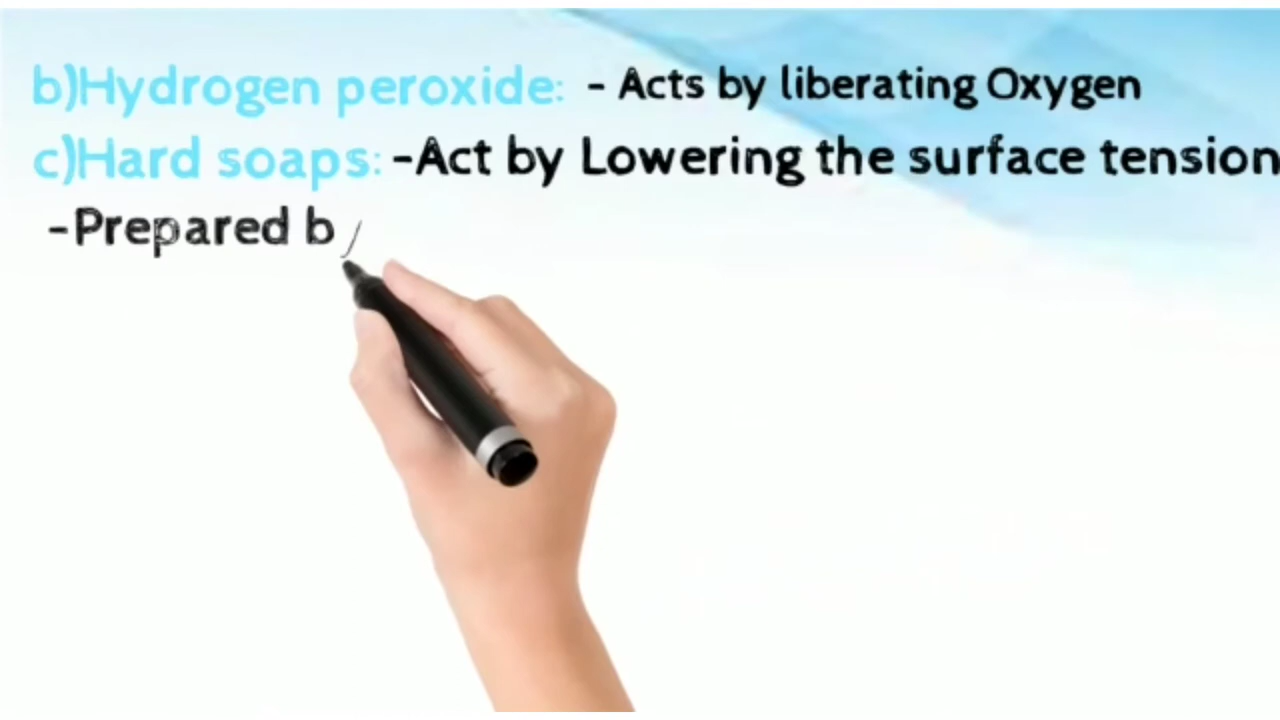 b)Hydrogen peroxide: - Acts by liberating Oxygen
c)Hard soaps: -Act by Lowering the surface tension
-Prepared b